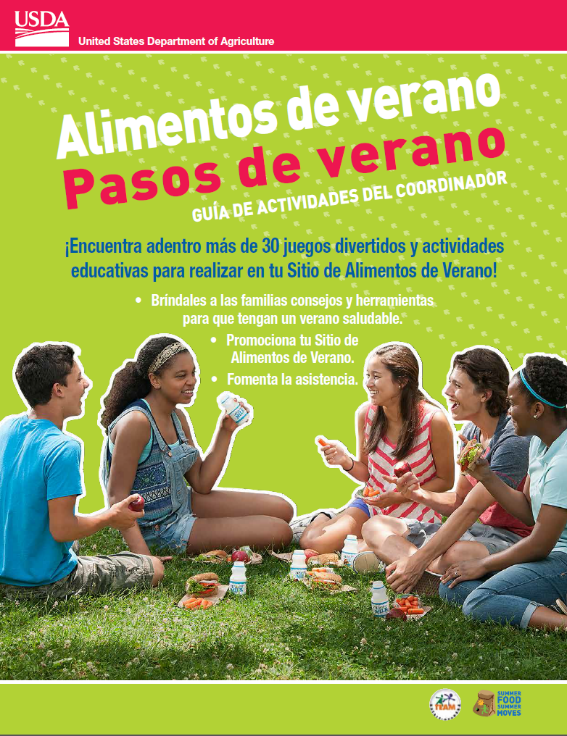 USDA
United States Department of Agriculture
Alimentos de verano
Pasos de verano
GUÍA DE ACTIVIDADES DEL COORDINADOR
¡Encuentra adentro más de 30 juegos divertidos y actividades
educativas para realizar en tu Sitio de Alimentos de Verano!
• Bríndales a las familias consejos y herramientas
para que tengan un verano saludable.
• Promociona tu Sitio de
Alimentos de Verano.
• Fomenta la asistencia.
TEAM
SUMMER
FOOD
SUMMER
MOVES